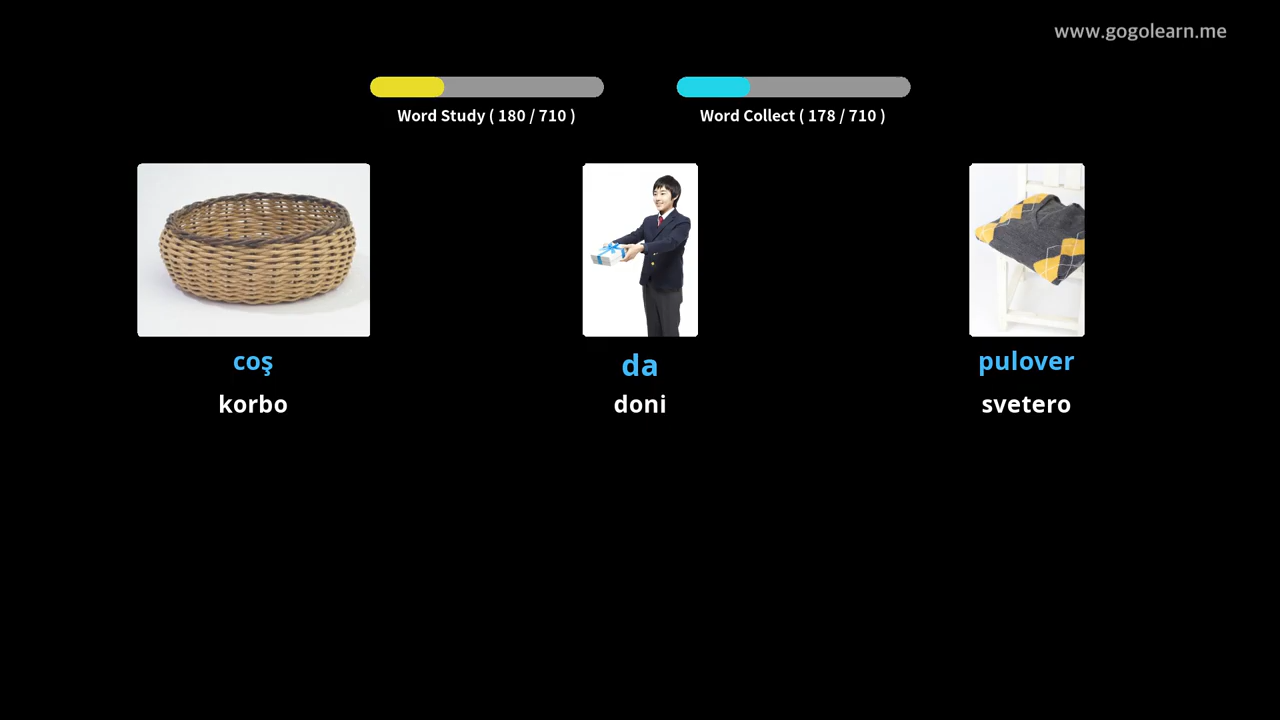 www.gogolearn.me
Word Study ( 180 / 710 )
Word Collect ( 178 / 710 )
coş
da
pulover
korbo
doni
svetero